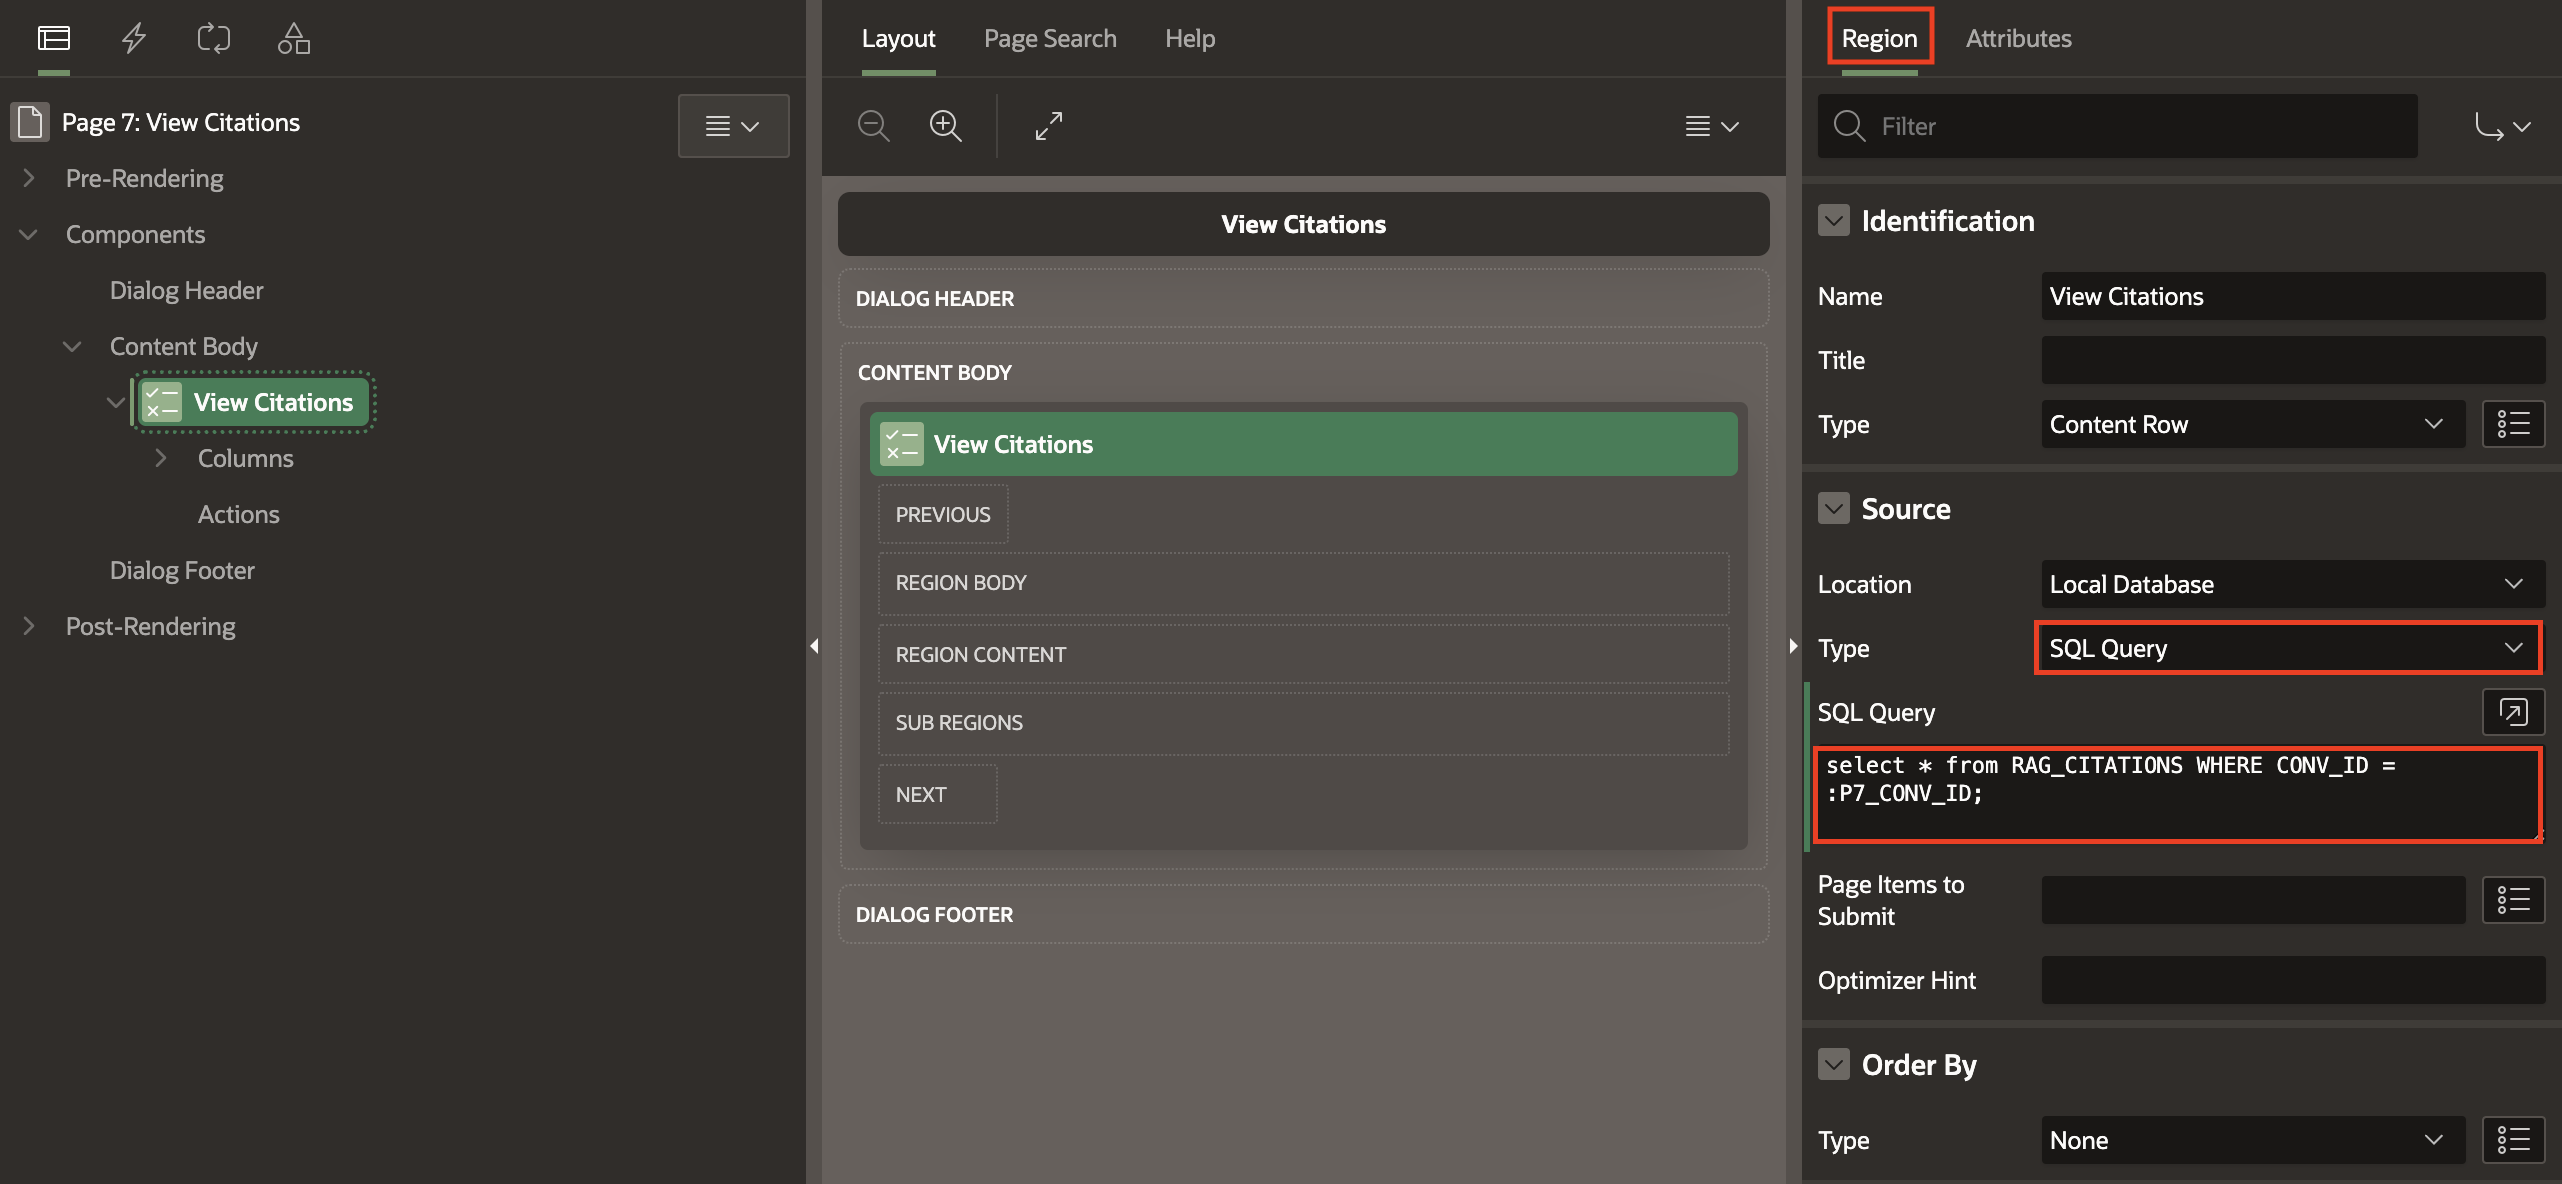 Page 7: View Citations
Pre-Rendering
Components
Dialog Header
Content Body
View Citations
Columns
Actions
Dialog Footer
Post-Rendering
Layout
Page Search
Help
View Citations
DIALOG HEADER
CONTENT BODY
View Citations
PREVIOUS
REGION BODY
REGION CONTENT
SUB REGIONS
NEXT
DIALOG FOOTER
Region
Attributes
Filter
Identification
Name
View Citations
Title
Type
Content Row
Source
Location
Local Database
Type
SQL Query
SQL Query
select * from RAG_CITATIONS WHERE CONV_ID =
:P7_CONV_ID;
Page Items to
Submit
Optimizer Hint
Order By
Type
None